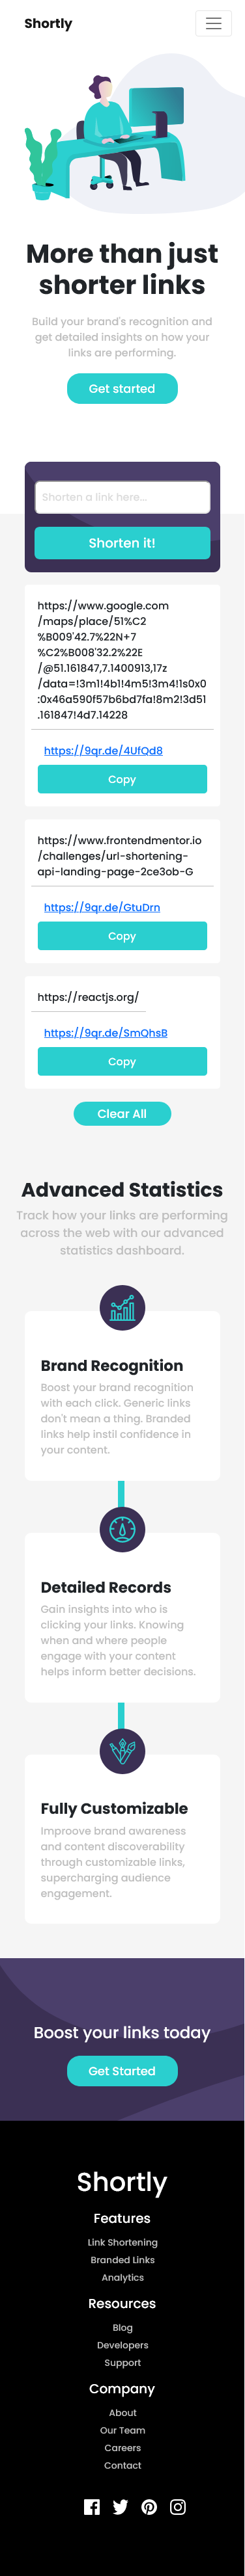 Shortly
More than just
shorter links
Build your brand's recognition and
get detailed insights on how your
links are performing.
Get started
Shorten a link here...
Shorten it!
https://www.google.com
/maps/place/51%C2
%B009'42.7%22N+7
%C2%B008'32.2%22E
/@51.161847,7.1400913,17z
/data=!3m1!4b1!4m5!3m4!1s0x0
:0x46a590f57b6bd7fa!8m2!3d51
.161847!4d7.14228
https://9qr.de/4UfQd8
Copy
https://www.frontendmentor.io
/challenges/url-shortening-
api-landing-page-2ce3ob-G
https://9qr.de/GtuDrn
Copy
https://reactjs.org/
https://9qr.de/SmQhsB
Copy
Clear All
Advanced Statistics
Track how your links are performing
across the web with our advanced
statistics dashboard.
Brand Recognition
Boost your brand recognition
with each click. Generic links
don't mean a thing. Branded
links help instil confidence in
your content.
Detailed Records
Gain insights into who is
clicking your links. Knowing
when and where people
engage with your content
helps inform better decisions.
Fully Customizable
Improove brand awareness
and content discoverability
through customizable links,
supercharging audience
engagement.
Boost your links today
Get Started
Shortly
Features
Link Shortening
Branded Links
Analytics
Resources
Blog
Developers
Support
Company
About
Our Team
Careers
Contact